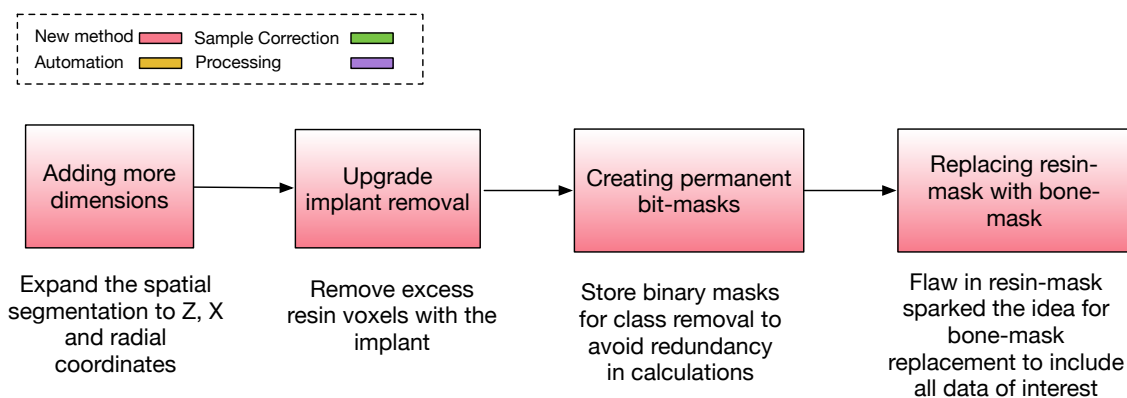 New method Sample Correction
Automation Processing
Adding more
dimensions
Upgrade
implant removal
Creating permanent
bit-masks
Replacing resin-
mask with bone-
mask
Expand the spatial
segmentation to Z, X
and radial
coordinates
Remove excess
resin voxels with the
implant
Store binary masks
for class removal to
avoid redundancy
in calculations
Flaw in resin-mask
sparked the idea for
bone-mask
replacement to include
all data of interest